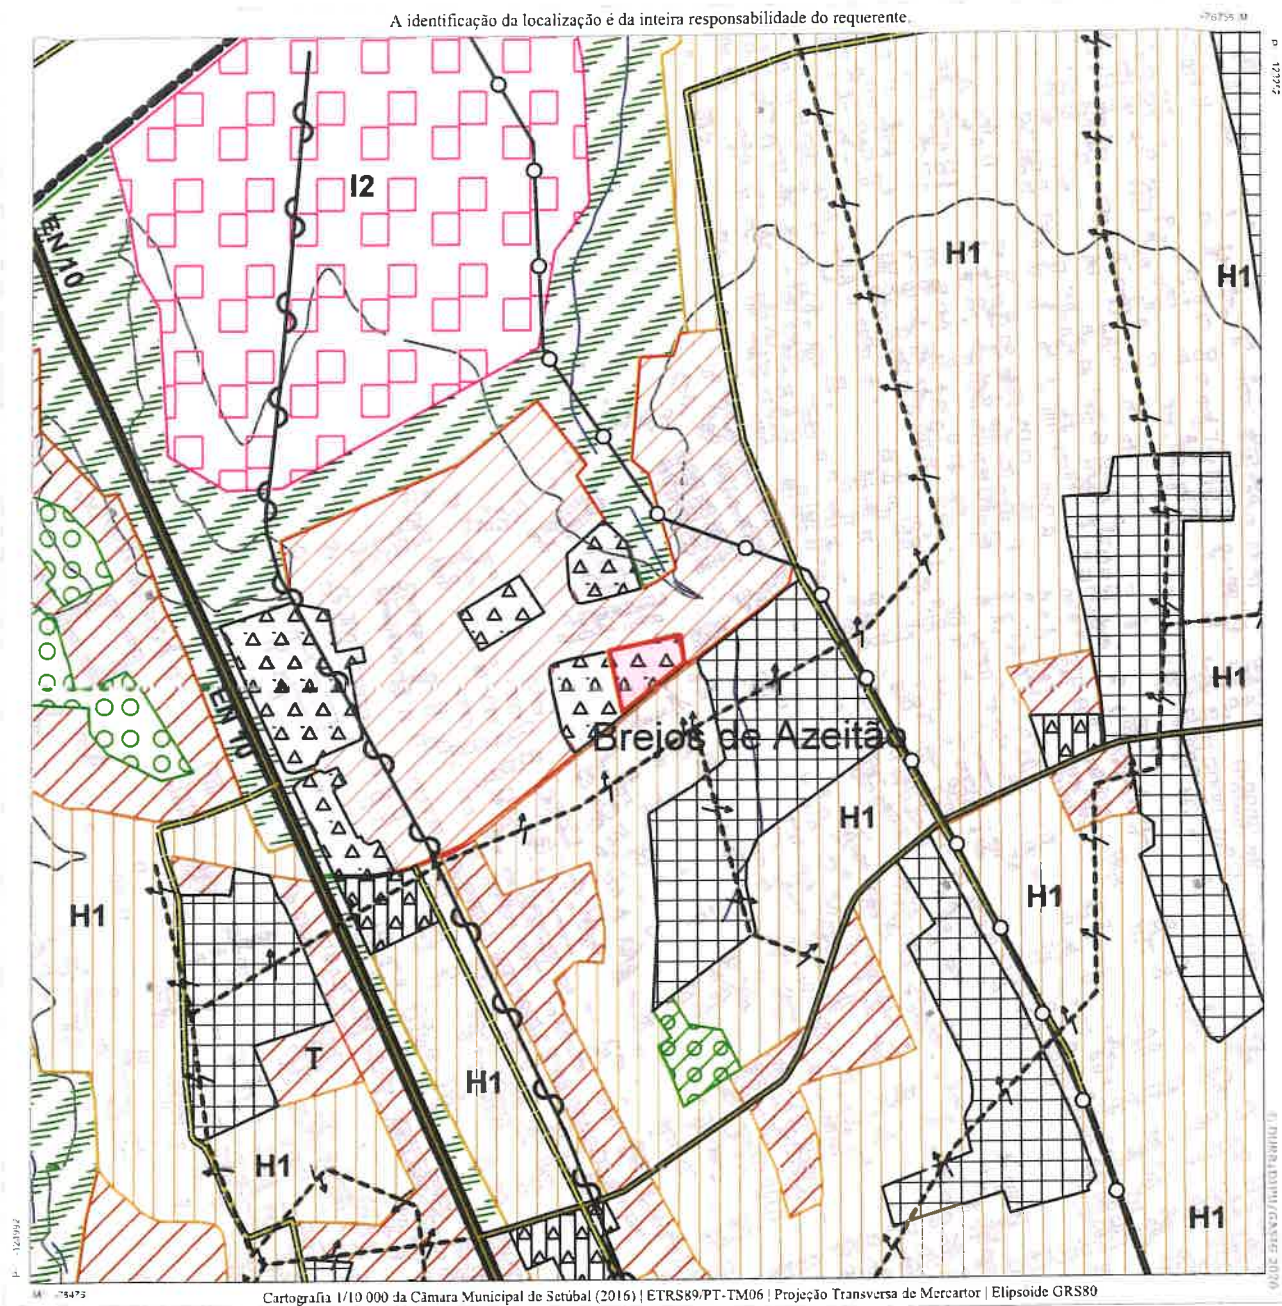 A identificação da localização é da inteira responsabilidade do requerente.
-76755 M
I2
EN 10
H1
H1
EN 10
H1
Brejos de Azeitão
H1
H1
H1
T
H1
H1
H1
Cartografia 1/10 000 da Câmara Municipal de Setúbal (2016) | ETRS89/PT-TM06 | Projeção Transversa de Mercartor | Elipsoide GRS80